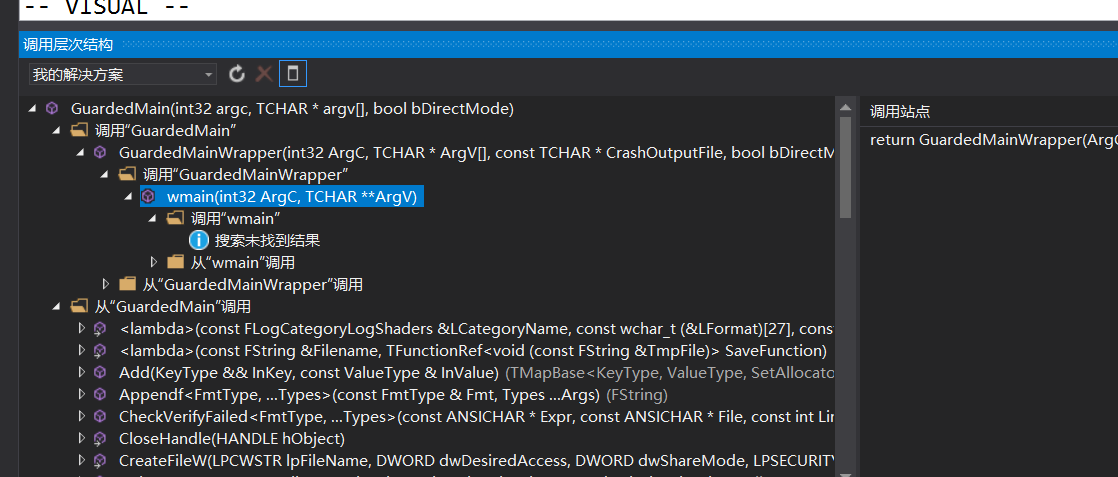 -- VISUAL --
调用层次结构
我的解决方案
GuardedMain(int32 argc, TCHAR * argv[], bool bDirectMode)
调用“GuardedMain”
GuardedMainWrapper(int32 ArgC, TCHAR * ArgV[], const TCHAR * CrashOutputFile, bool bDirectM
调用“GuardedMainWrapper”
wmain(int32 ArgC, TCHAR **ArgV)
调用“wmain”
搜索未找到结果
从“wmain”调用
从“GuardedMainWrapper”调用
从“GuardedMain”调用
<lambda>(const FLogCategoryLogShaders &LCategoryName, const wchar_t (&LFormat)[27], cons
<lambda>(const FString &Filename, TFunctionRef<void (const FString &TmpFile)> SaveFunction)
Add(KeyType && InKey, const ValueType & InValue) (TMapBase<KeyType, ValueType, SetAllocato
Appendf<FmtType, ...Types>(const FmtType & Fmt, Types ...Args) (FString)
CheckVerifyFailed<FmtType, ...Types>(const ANSICHAR * Expr, const ANSICHAR * File, const int Lin
CloseHandle(HANDLE hObject)
CreateFileW(LPCWSTR lpFileName, DWORD dwDesiredAccess, DWORD dwShareMode, LPSECURITY
调用站点
return GuardedMainWrapper(ArgC